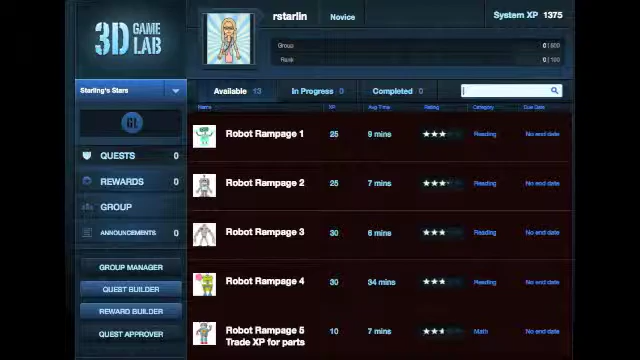 3D GAME LAB
rstarlin Novice System XP 1375
Group 0 | 500
Rank 0 | 100
Starling's Stars
Available 13 In Progress 0 Completed 0
Name XP Avg Time Rating Category Due Date
GL
QUESTS 0
REWARDS 0
GROUP
ANNOUNCEMENTS 0
GROUP MANAGER
QUEST BUILDER
REWARD BUILDER
QUEST APPROVER
Robot Rampage 1 25 9 mins Reading No end date
Robot Rampage 2 25 7 mins Reading No end date
Robot Rampage 3 30 6 mins Reading No end date
Robot Rampage 4 30 34 mins Reading No end date
Robot Rampage 5 10 7 mins Math No end date
Trade XP for parts